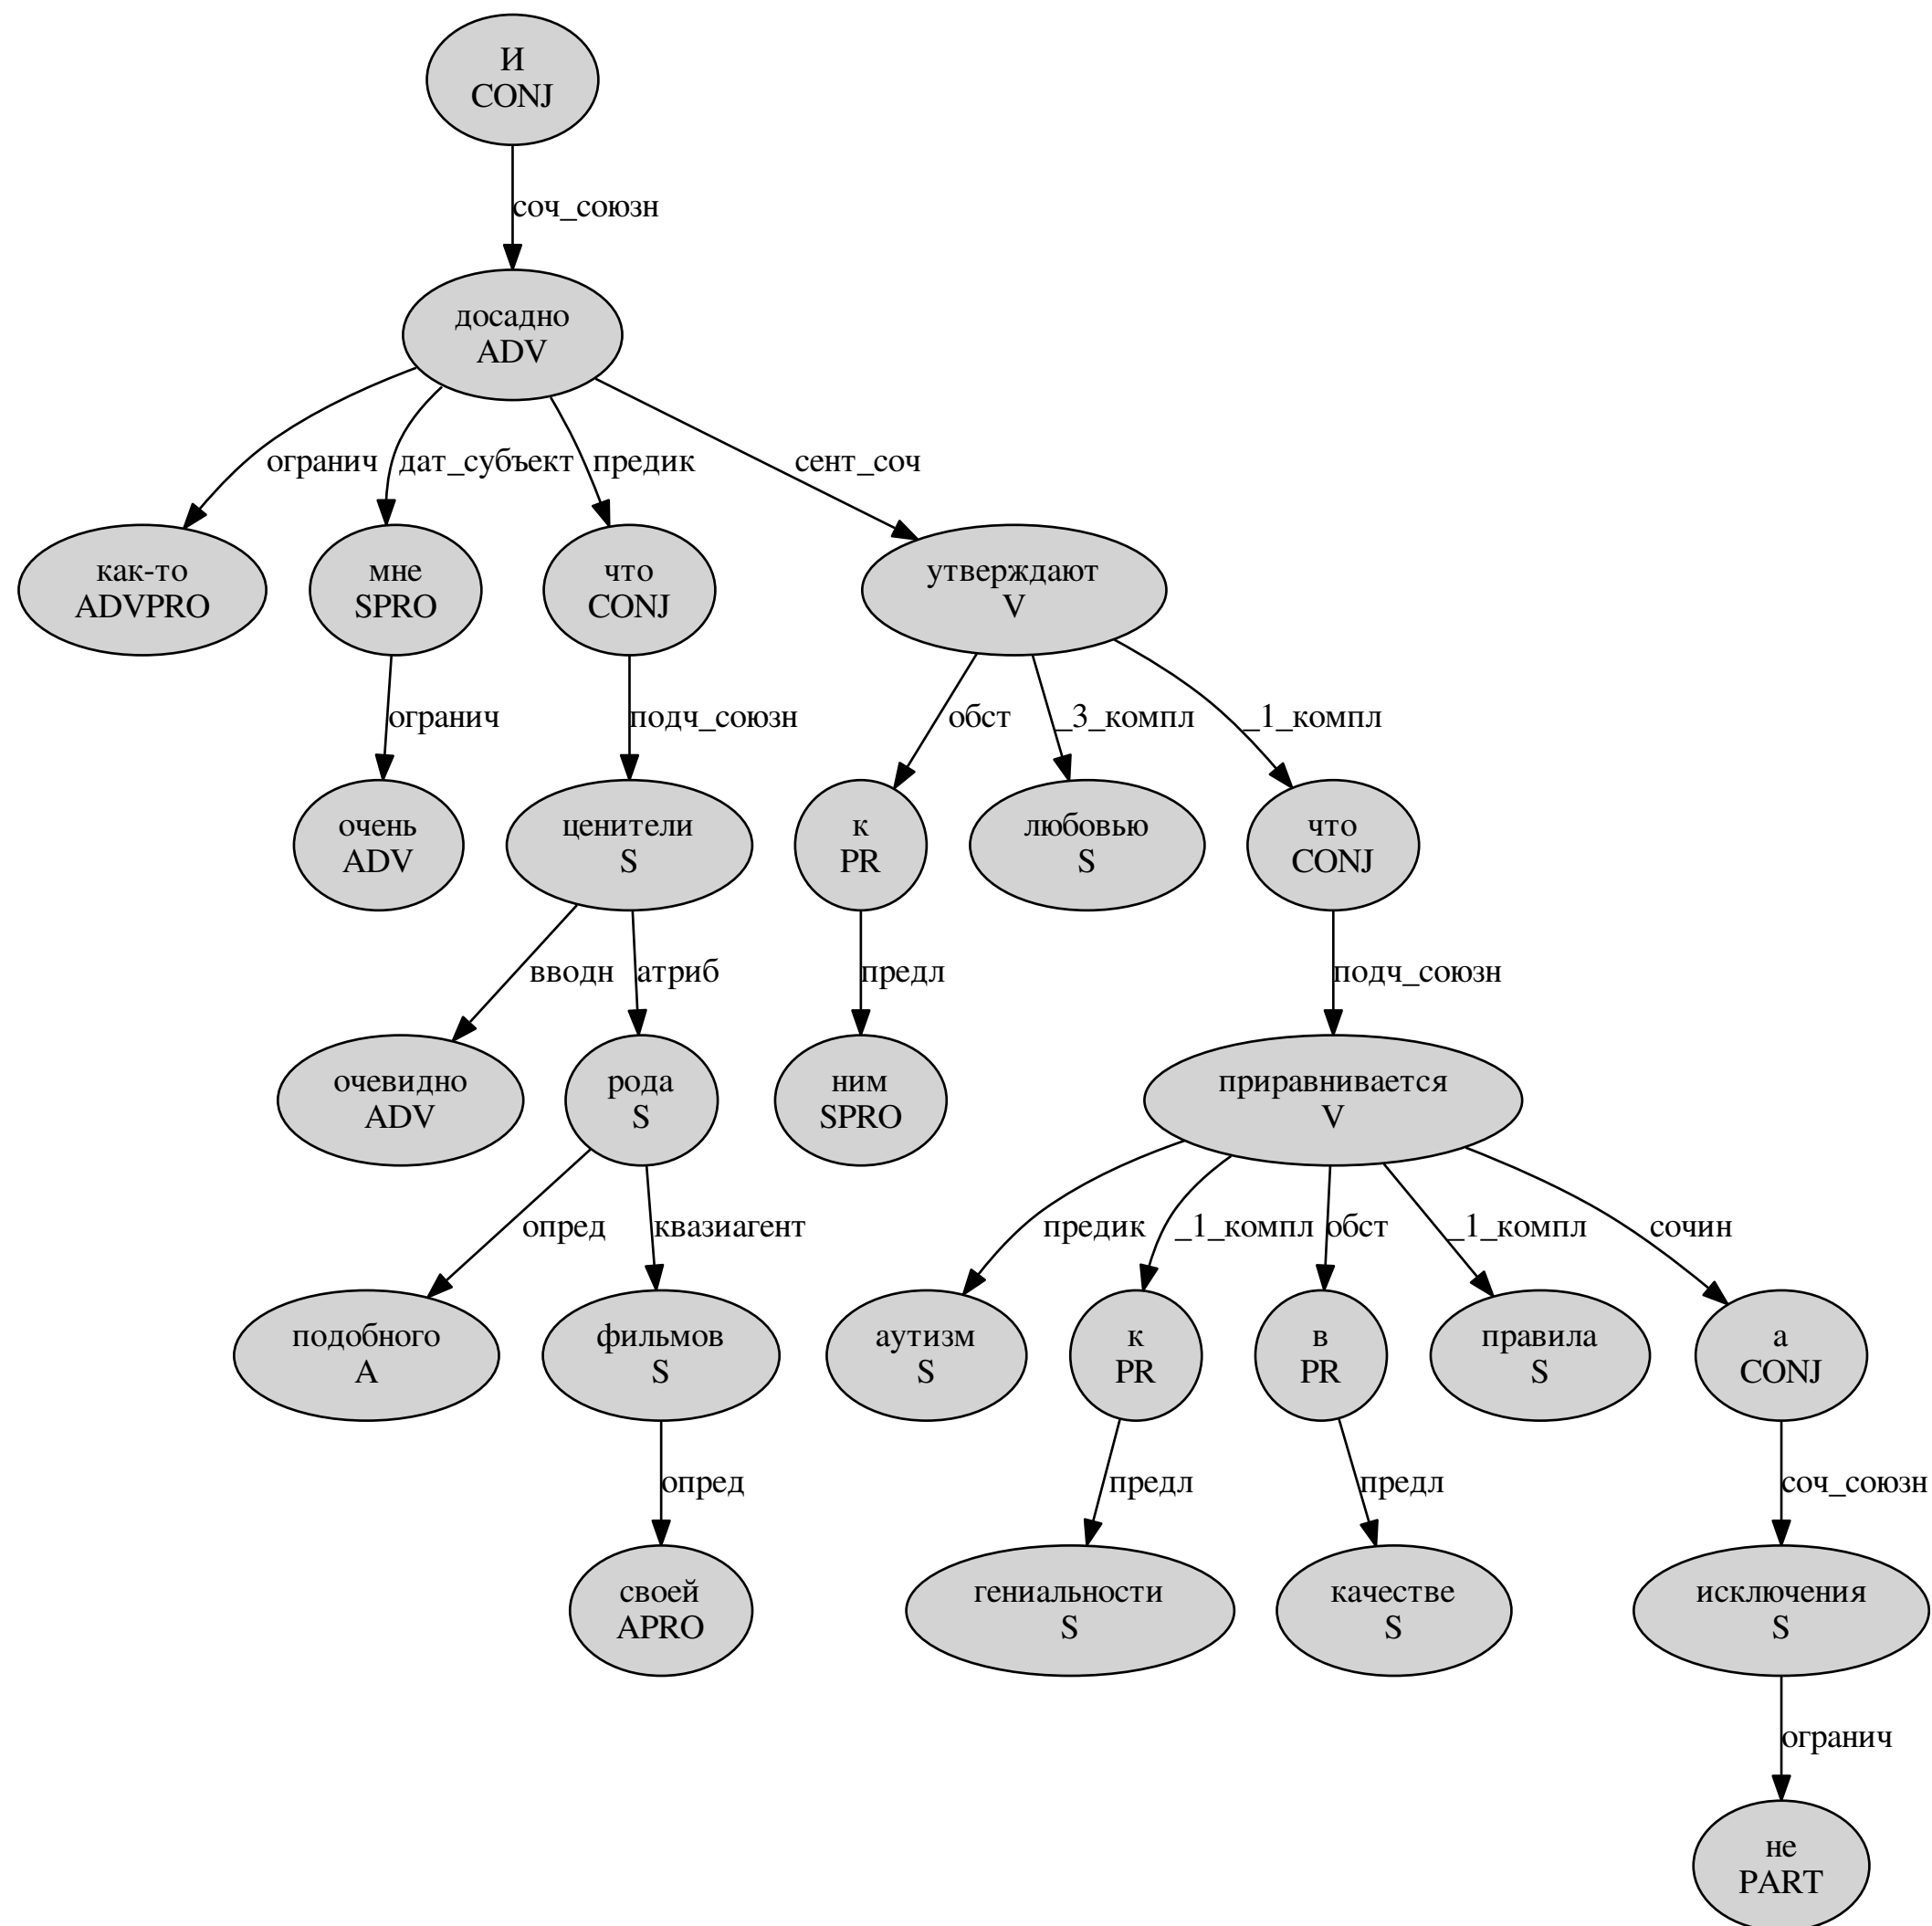 И
CONJ
соч_союзн
досадно
ADV
огранич
дат_субъект
предик
сент_соч
как-то
ADVPRO
мне
SPRO
что
CONJ
утверждают
V
огранич
подч_союзн
обст
_3_компл
_1_компл
очень
ADV
ценители
S
к
PR
любовью
S
что
CONJ
вводн
атриб
предл
подч_союзн
очевидно
ADV
рода
S
ним
SPRO
приравнивается
V
опред
квазиагент
предик
_1_компл
обст
_1_компл
сочин
подобного
A
фильмов
S
аутизм
S
к
PR
в
PR
правила
S
а
CONJ
опред
предл
предл
соч_союзн
своей
APRO
гениальности
S
качестве
S
исключения
S
огранич
не
PART